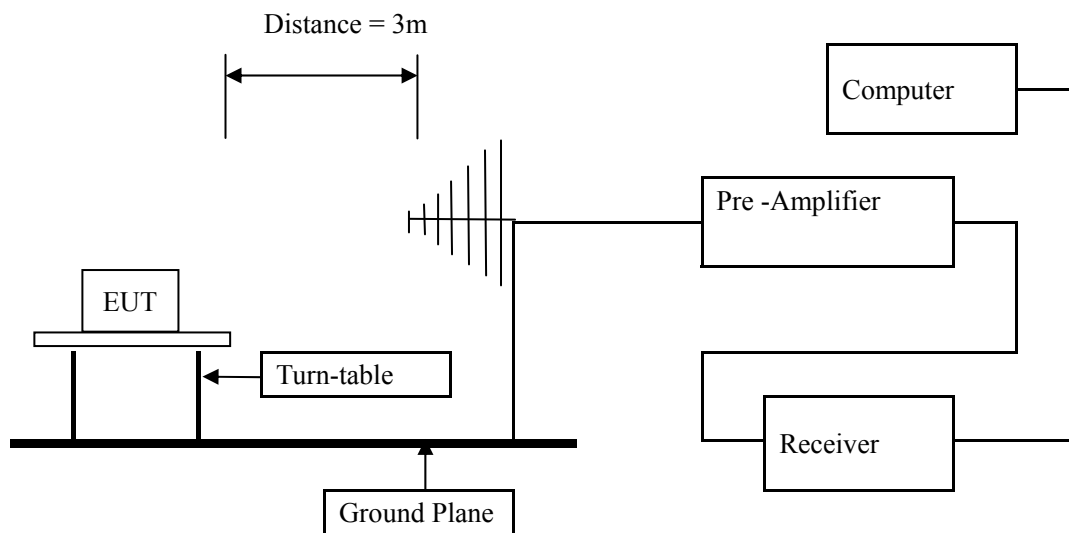 Distance = 3m
Computer
Pre -Amplifier
EUT
Turn-table
Receiver
Ground Plane